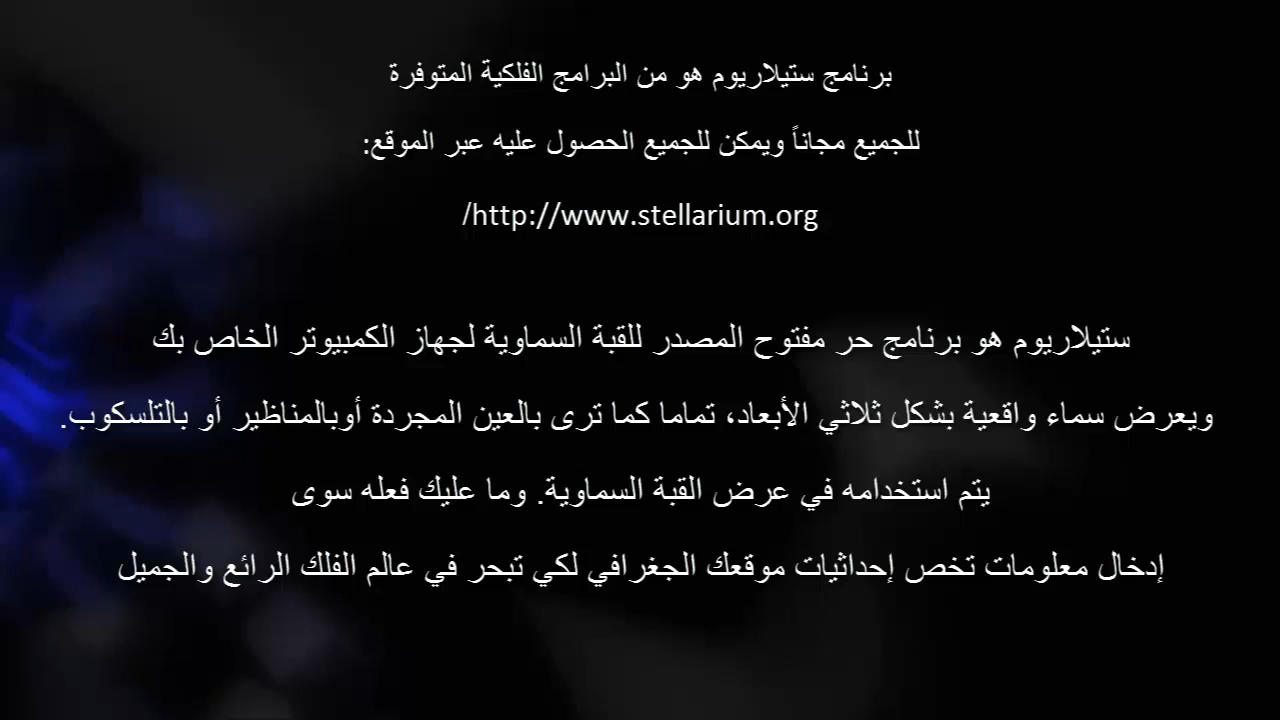 برنامج ستيلاريوم هو من البرامج الفلكية المتوفرة
للجميع مجاناً ويمكن للجميع الحصول عليه عبر الموقع:
/http://www.stellarium.org
ستيلاريوم هو برنامج حر مفتوح المصدر للقبة السماوية لجهاز الكمبيوتر الخاص بك
ويعرض سماء واقعية بشكل ثلاثي الأبعاد، تماما كما ترى بالعين المجردة أوبالمناظير أو بالتلسكوب.
يتم استخدامه في عرض القبة السماوية. وما عليك فعله سوى
إدخال معلومات تخص إحداثيات موقعك الجغرافي لكي تبحر في عالم الفلك الرائع والجميل